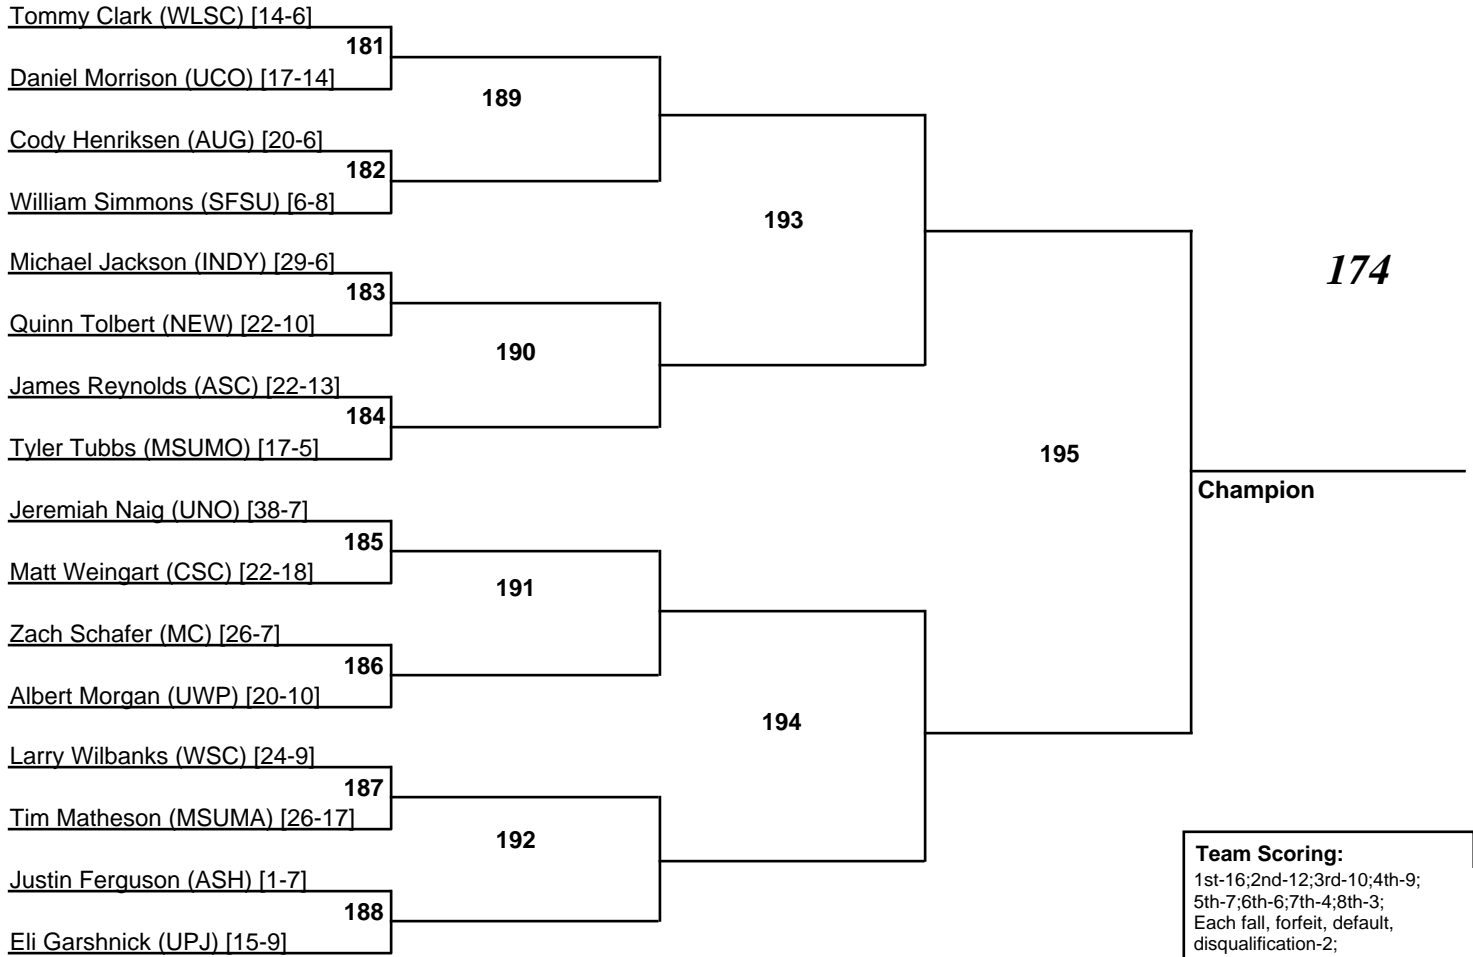 Tommy Clark (WLSC) [14-6]
181
Daniel Morrison (UCO) [17-14]
189
Cody Henriksen (AUG) [20-6]
182
William Simmons (SFSU) [6-8]
193
Michael Jackson (INDY) [29-6]
174
183
Quinn Tolbert (NEW) [22-10]
190
James Reynolds (ASC) [22-13]
184
Tyler Tubbs (MSUMO) [17-5]
195
Champion
Jeremiah Naig (UNO) [38-7]
185
Matt Weingart (CSC) [22-18]
191
Zach Schafer (MC) [26-7]
186
Albert Morgan (UWP) [20-10]
194
Larry Wilbanks (WSC) [24-9]
187
Tim Matheson (MSUMA) [26-17]
192
Justin Ferguson (ASH) [1-7]
188
Eli Garshnick (UPJ) [15-9]
Team Scoring:
1st-16;2nd-12;3rd-10;4th-9;
5th-7;6th-6;7th-4;8th-3;
Each fall, forfeit, default,
disqualification-2;